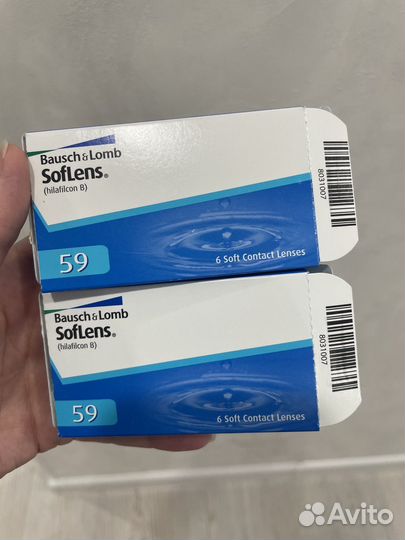 Bausch & Lomb
SofLens®
(hilafilcon B)
59
6 Soft Contact Lenses
8031007
Bausch & Lomb
SofLens®
(hilafilcon B)
59
6 Soft Contact Lenses
8031007
Avito